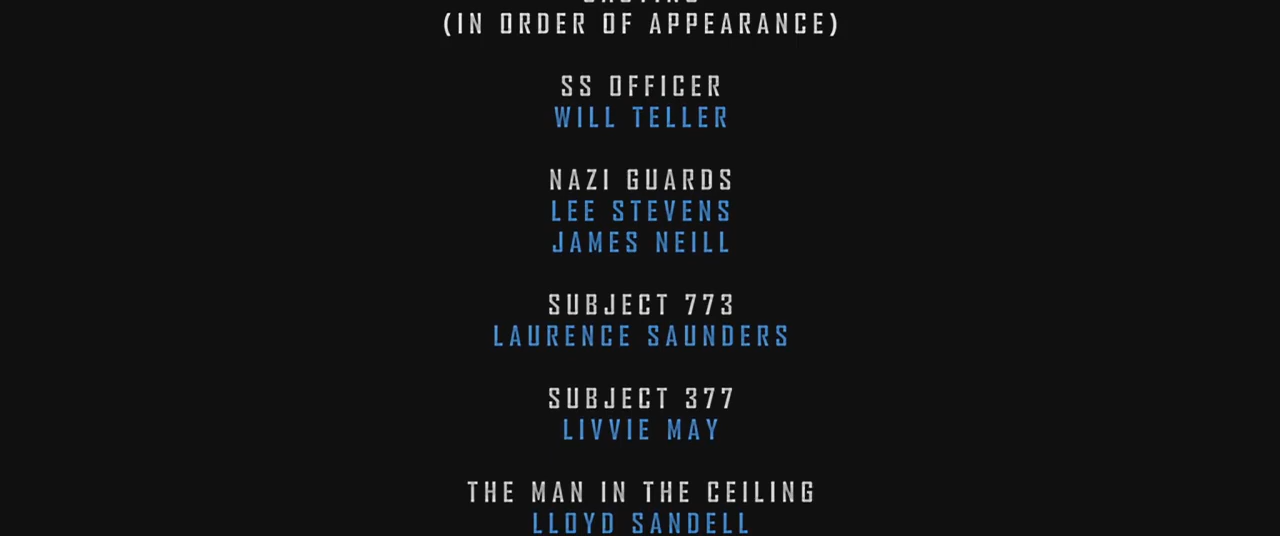 (IN ORDER OF APPEARANCE)
SS OFFICER
WILL TELLER
NAZI GUARDS
LEE STEVENS
JAMES NEILL
SUBJECT 773
LAURENCE SAUNDERS
SUBJECT 377
LIVVIE MAY
THE MAN IN THE CEILING
LLOYD SANDELL